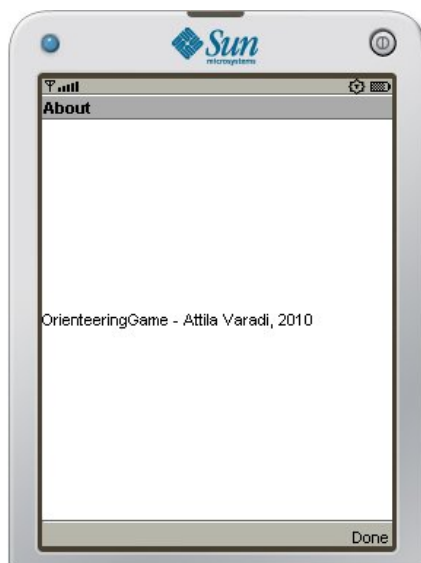 Sun
microsystems
About
OrienteeringGame - Attila Varadi, 2010
Done